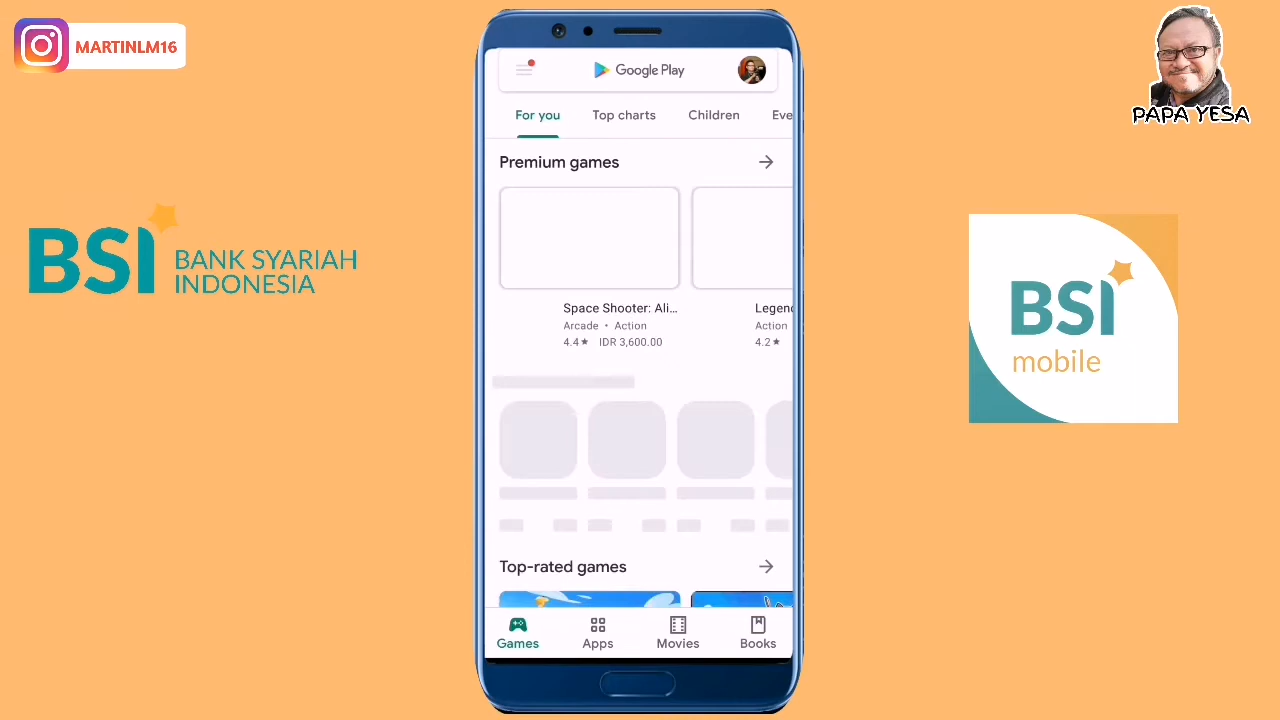 MARTINLM16
PAPA YESA
BSI BANK SYARIAH
INDONESIA
Google Play
For you
Top charts
Children
Eve
Premium games
Space Shooter: Ali...
Arcade • Action
4.4★ IDR 3,600.00
Legend
Action
4.2★
Top-rated games
Games
Apps
Movies
Books
BSI
mobile